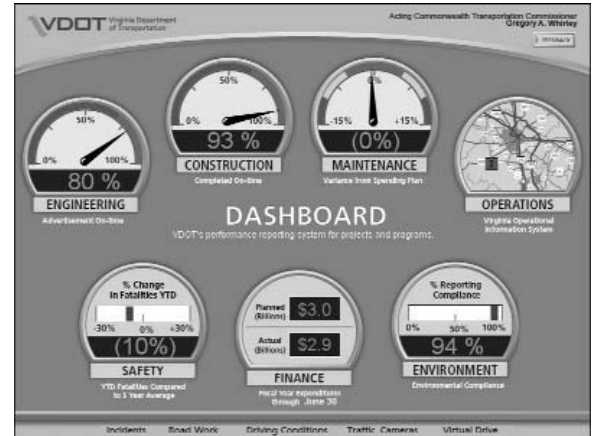 VDOT Virginia Department
of Transportation
Acting Commonwealth Transportation Commissioner
Gregory A. Whirley
50%
0%
100%
80 %
ENGINEERING
Advertisement On-time
50%
0%
100%
93 %
CONSTRUCTION
Completed On-time
0%
-15%
+15%
(0%)
MAINTENANCE
Variance from Spending Plan
OPERATIONS
Virginia Operational
Information System
DASHBOARD
VDOT's performance reporting system for projects and programs.
% Change
in Fatalities YTD
-30%
0%
+30%
(10%)
SAFETY
YTD Fatalities Compared
to 5 Year Average
Planned
(Billions)
$3.0
Actual
(Billions)
$2.9
FINANCE
Fiscal Year Expenditures
through June 30
% Reporting
Compliance
0%
50%
100%
94 %
ENVIRONMENT
Environmental Compliance
Incidents Road Work Driving Conditions Traffic Cameras Virtual Drive